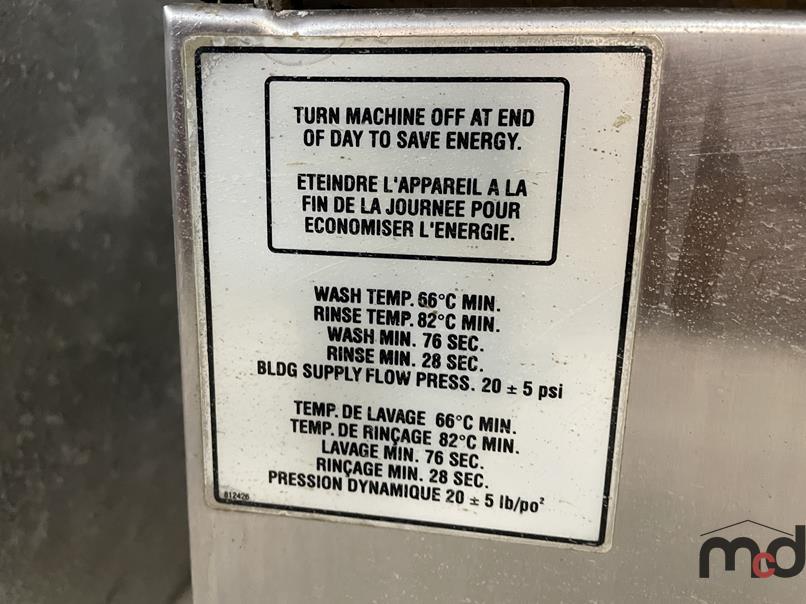 TURN MACHINE OFF AT END
OF DAY TO SAVE ENERGY.
ETEINDRE L'APPAREIL A LA
FIN DE LA JOURNEE POUR
ECONOMISER L'ENERGIE.
WASH TEMP. 66°C MIN.
RINSE TEMP. 82°C MIN.
WASH MIN. 76 SEC.
RINSE MIN. 28 SEC.
BLDG SUPPLY FLOW PRESS. 20 ± 5 psi
TEMP. DE LAVAGE 66°C MIN.
TEMP. DE RINÇAGE 82°C MIN.
LAVAGE MIN. 76 SEC.
RINÇAGE MIN. 28 SEC.
PRESSION DYNAMIQUE 20 ± 5 lb/po²
812426
mcd